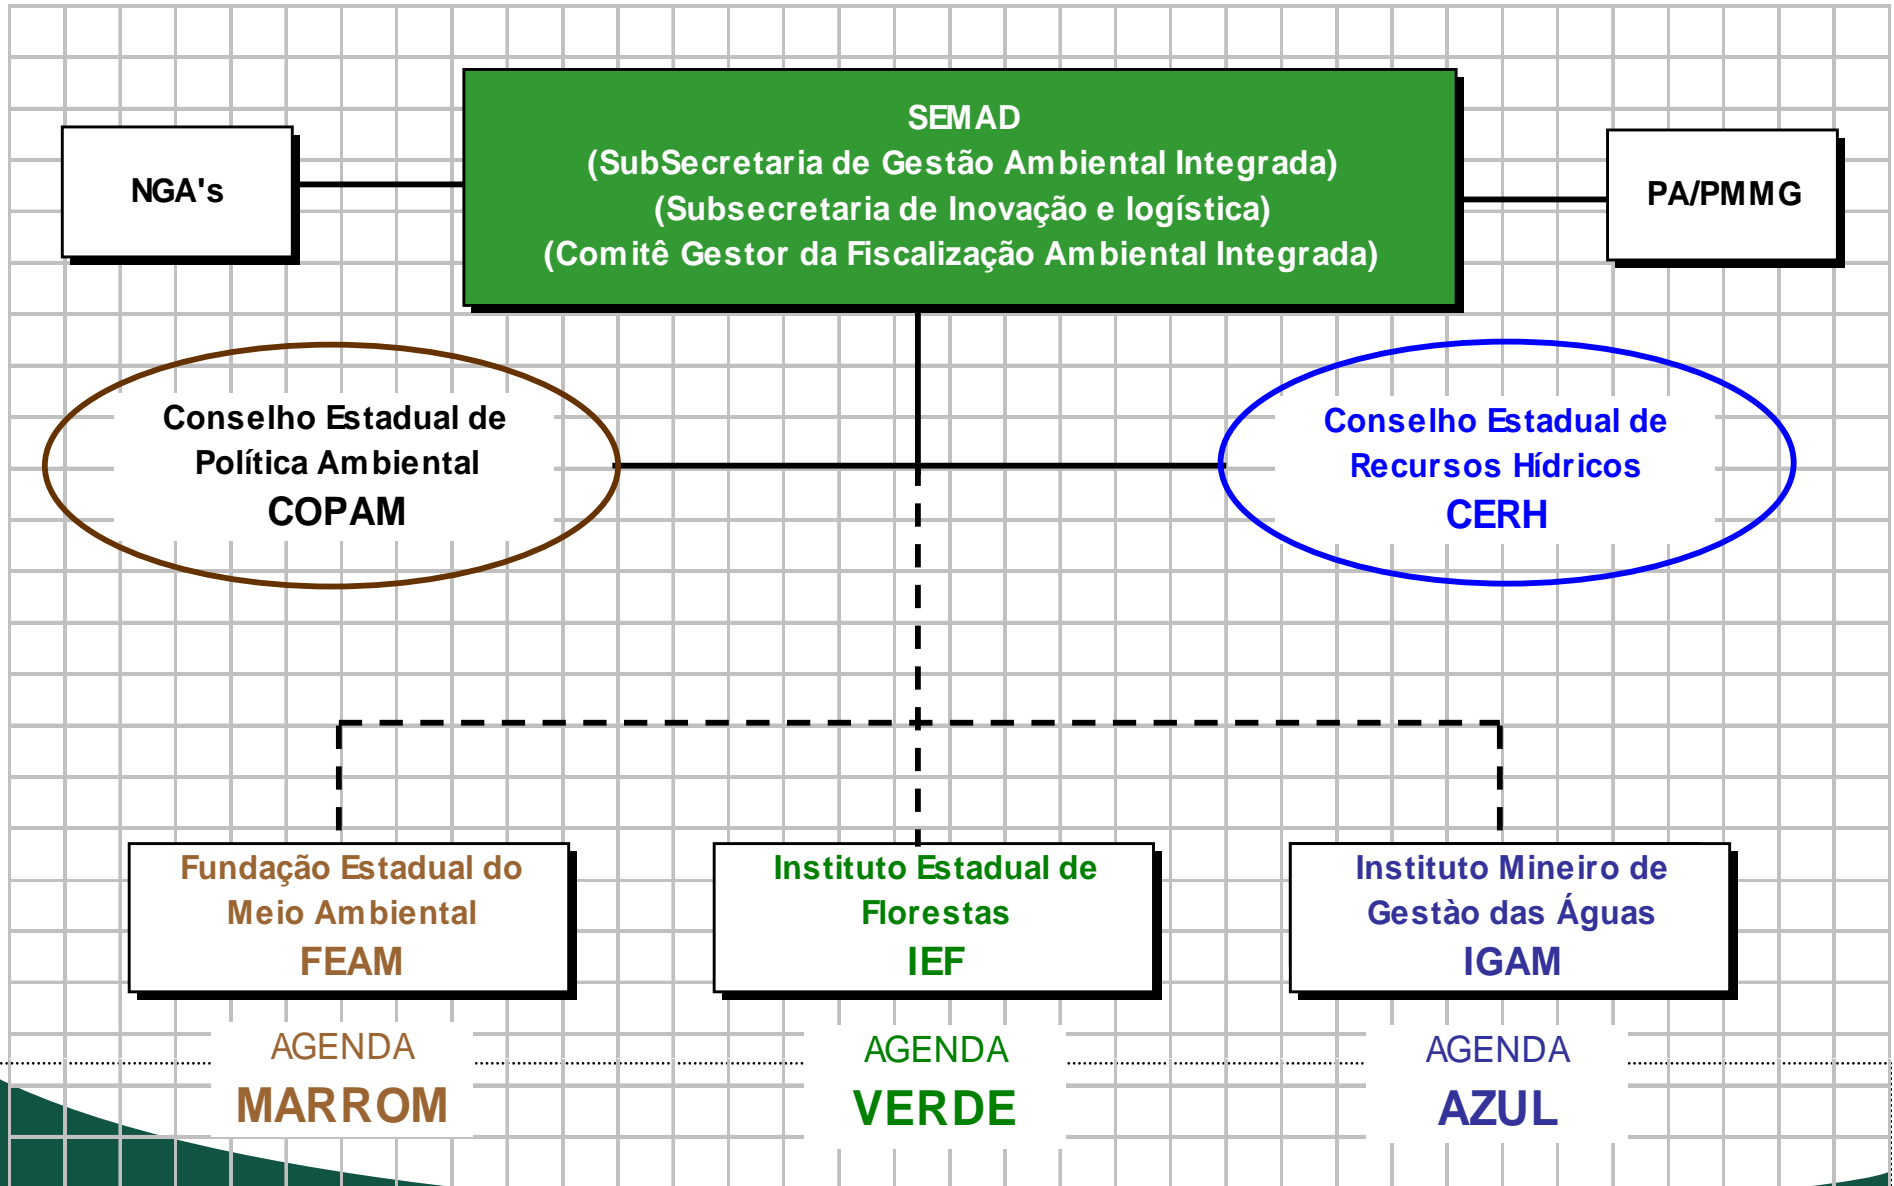 SEMAD
(SubSecretaria de Gestão Ambiental Integrada)
(Subsecretaria de Inovação e logística)
(Comitê Gestor da Fiscalização Ambiental Integrada)
NGA's
PA/PMMG
Conselho Estadual de
Política Ambiental
COPAM
Conselho Estadual de
Recursos Hídricos
CERH
Fundação Estadual do
Meio Ambiental
FEAM
Instituto Estadual de
Florestas
IEF
Instituto Mineiro de
Gestào das Águas
IGAM
AGENDA
MARROM
AGENDA
VERDE
AGENDA
AZUL